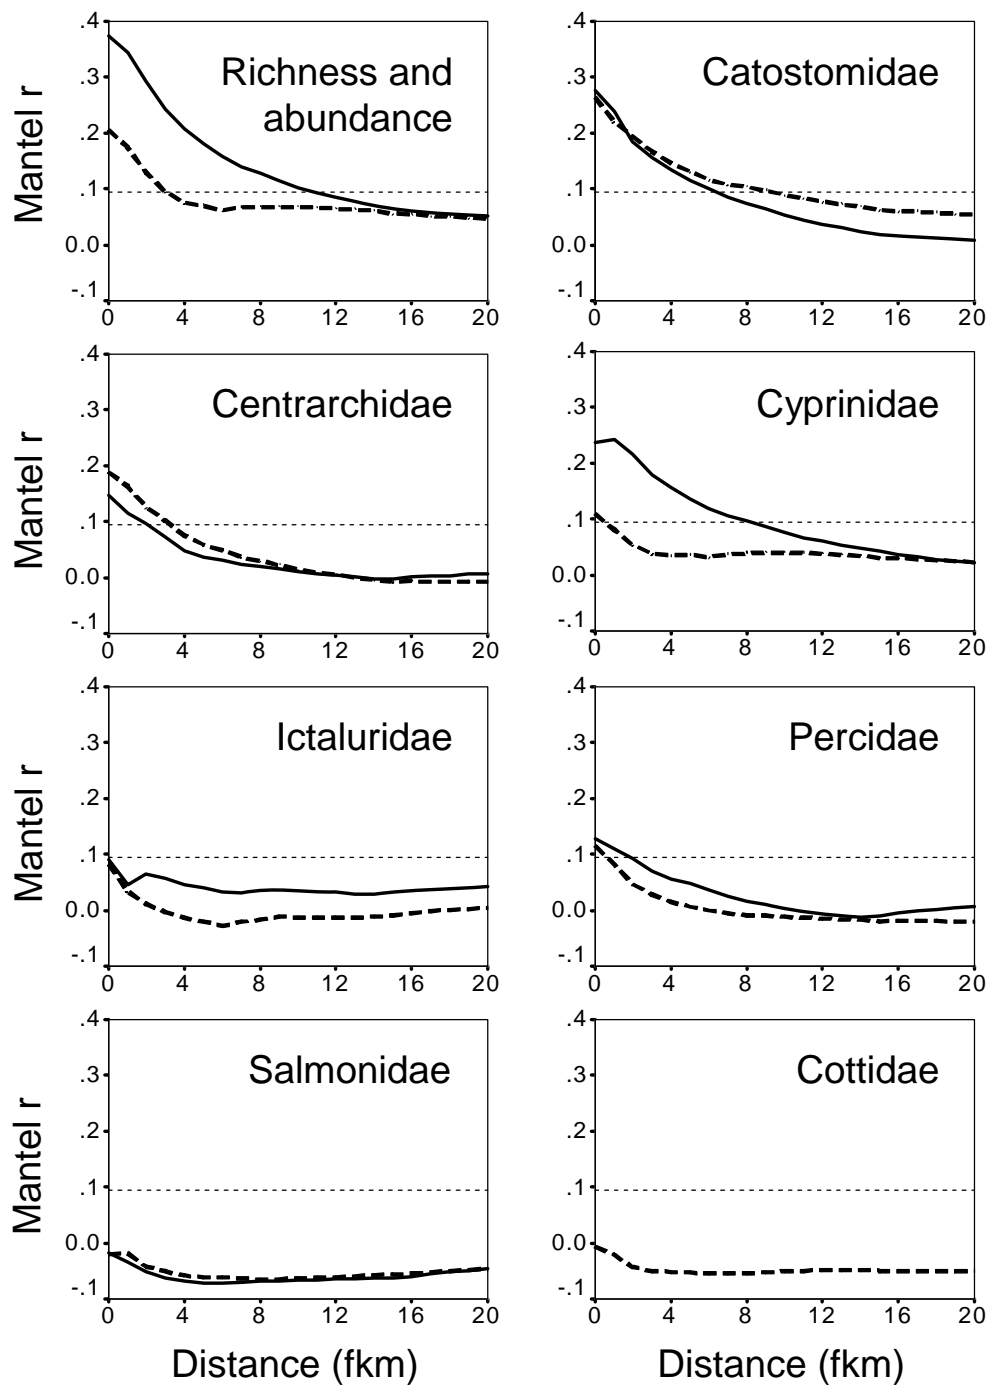 .4
.3
.2
.1
0.0
-.1
Mantel r
Richness and
abundance
0 4 8 12 16 20
.4
.3
.2
.1
0.0
-.1
Catostomidae
0 4 8 12 16 20
.4
.3
.2
.1
0.0
-.1
Mantel r
Centrarchidae
0 4 8 12 16 20
.4
.3
.2
.1
0.0
-.1
Cyprinidae
0 4 8 12 16 20
.4
.3
.2
.1
0.0
-.1
Mantel r
Ictaluridae
0 4 8 12 16 20
.4
.3
.2
.1
0.0
-.1
Percidae
0 4 8 12 16 20
.4
.3
.2
.1
0.0
-.1
Mantel r
Salmonidae
0 4 8 12 16 20
Distance (fkm)
.4
.3
.2
.1
0.0
-.1
Cottidae
0 4 8 12 16 20
Distance (fkm)